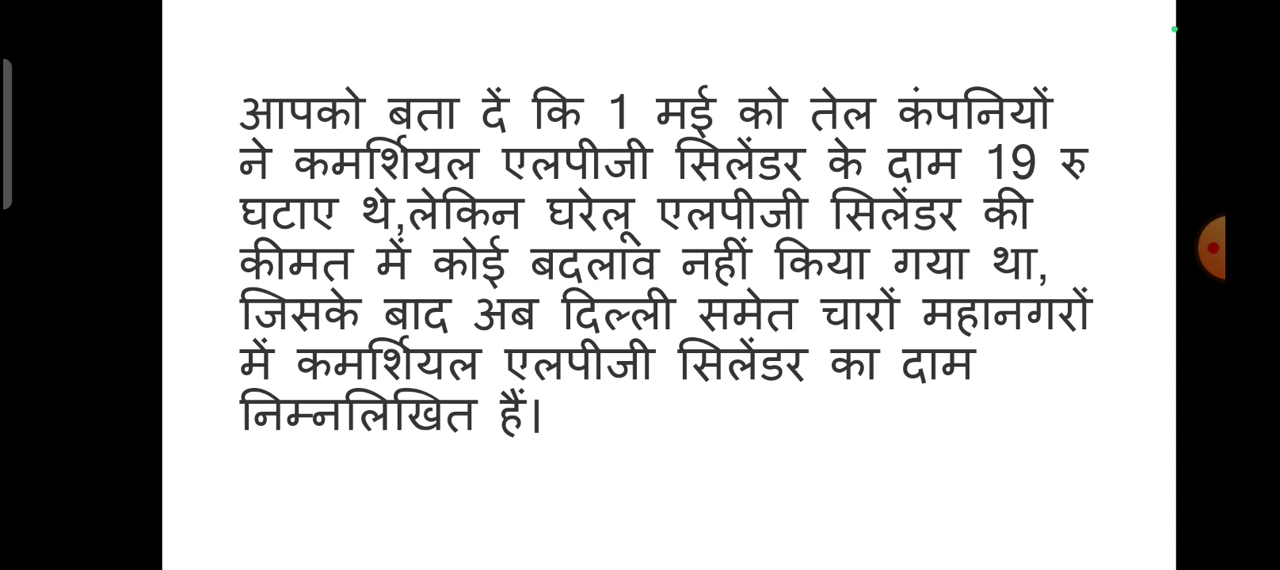 आपको बता दें कि 1 मई को तेल कंपनियों
ने कमर्शियल एलपीजी सिलेंडर के दाम 19 रु
घटाए थे,लेकिन घरेलू एलपीजी सिलेंडर की
कीमत में कोई बदलाव नहीं किया गया था,
जिसके बाद अब दिल्ली समेत चारों महानगरों
में कमर्शियल एलपीजी सिलेंडर का दाम
निम्नलिखित हैं।